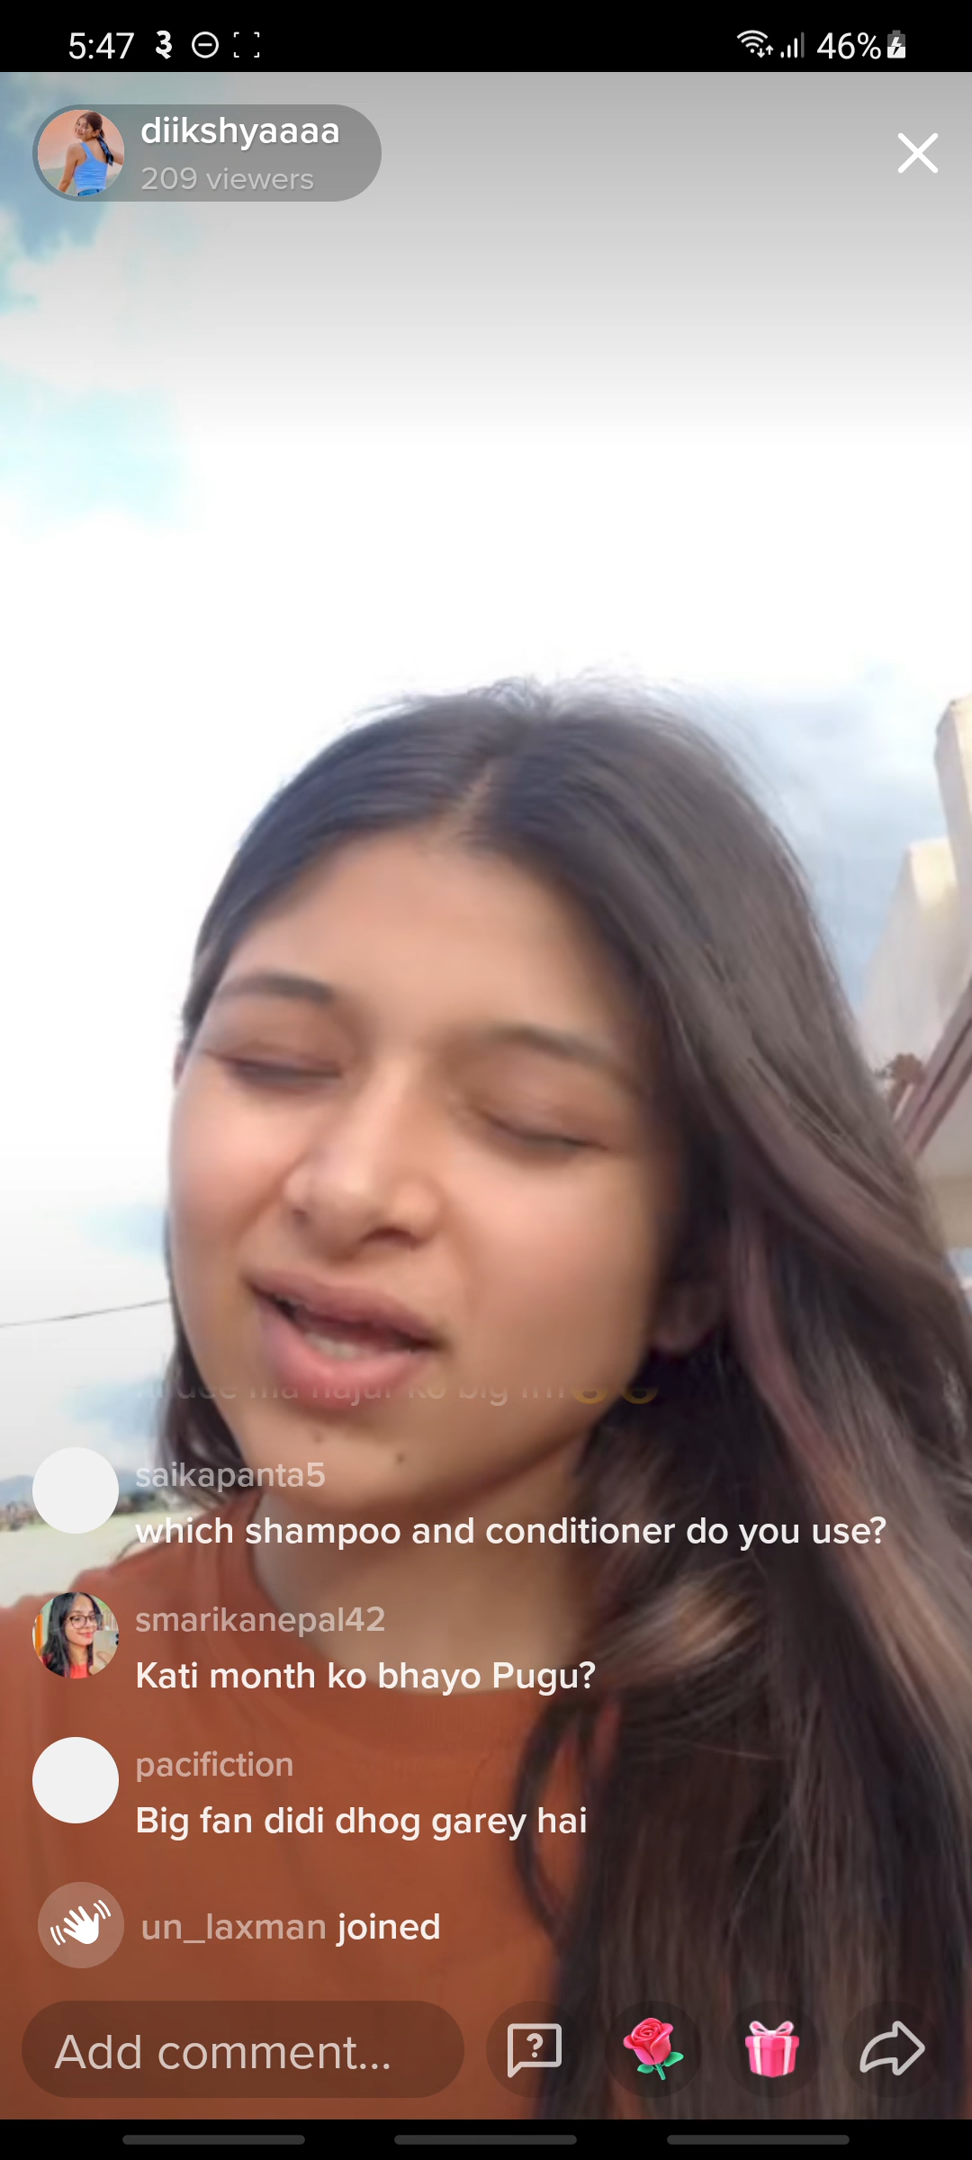 5:47 ३ 46%
diikshyaaaa
209 viewers
saikapanta5
which shampoo and conditioner do you use?
smarikanepal42
Kati month ko bhayo Pugu?
pacifiction
Big fan didi dhog garey hai
un_laxman joined
Add comment...